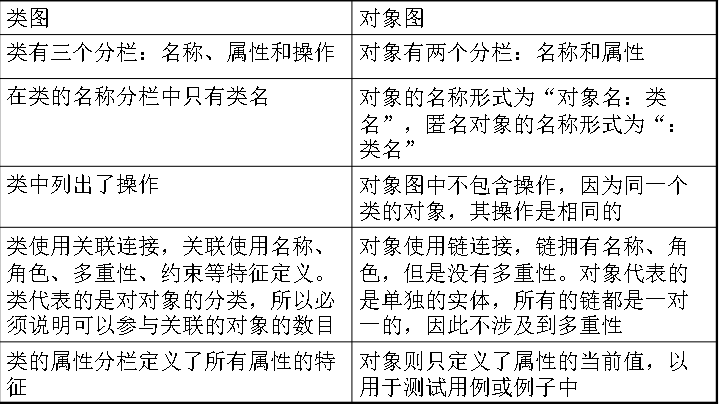 类图
对象图
类有三个分栏：名称、属性和操作
对象有两个分栏：名称和属性
在类的名称分栏中只有类名
对象的名称形式为“对象名：类
名”，匿名对象的名称形式为“：
类名”
类中列出了操作
对象图中不包含操作，因为同一个
类的对象，其操作是相同的
类使用关联连接，关联使用名称、
角色、多重性、约束等特征定义。
类代表的是对对象的分类，所以必
须说明可以参与关联的对象的数目
对象使用链连接，链拥有名称、角
色，但是没有多重性。对象代表的
是单独的实体，所有的链都是一对
一的，因此不涉及到多重性
类的属性分栏定义了所有属性的特
征
对象则只定义了属性的当前值，以
用于测试用例或例子中